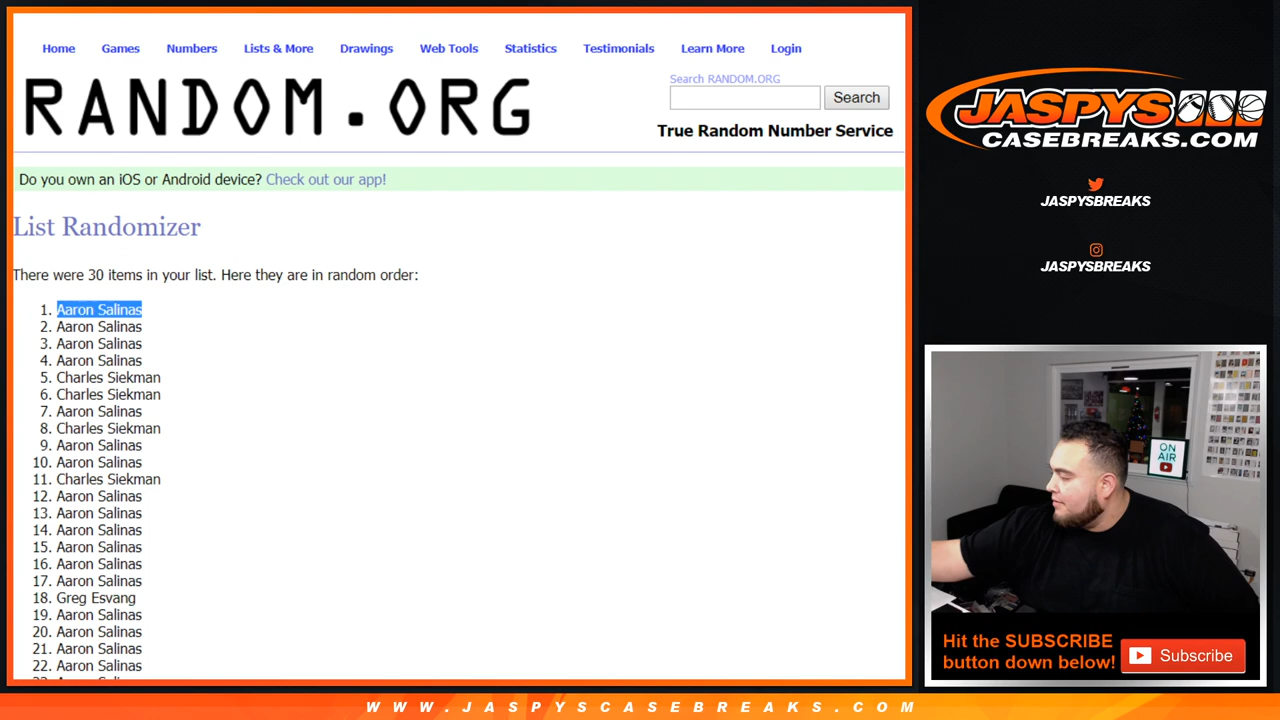 Home Games Numbers Lists & More Drawings Web Tools Statistics Testimonials Learn More Login
RANDOM.ORG
Search RANDOM.ORG
Search
True Random Number Service
Do you own an iOS or Android device? Check out our app!
List Randomizer
There were 30 items in your list. Here they are in random order:
1. Aaron Salinas
2. Aaron Salinas
3. Aaron Salinas
4. Aaron Salinas
5. Charles Siekman
6. Charles Siekman
7. Aaron Salinas
8. Charles Siekman
9. Aaron Salinas
10. Aaron Salinas
11. Charles Siekman
12. Aaron Salinas
13. Aaron Salinas
14. Aaron Salinas
15. Aaron Salinas
16. Aaron Salinas
17. Aaron Salinas
18. Greg Esvang
19. Aaron Salinas
20. Aaron Salinas
21. Aaron Salinas
22. Aaron Salinas
JASPYS
CASEBREAKS.COM
JASPYSBREAKS
JASPYSBREAKS
ON
AIR
Hit the SUBSCRIBE
button down below!
Subscribe
WWW.JASPYSCASEBREAKS.COM